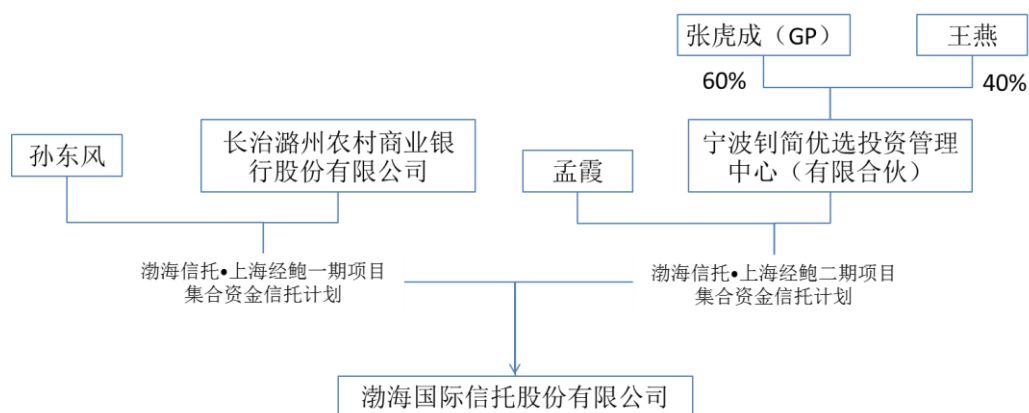 张虎成（GP）
王燕
60%
40%
孙东风
长治潞州农村商业银
行股份有限公司
孟霞
宁波钊简优选投资管理
中心（有限合伙）
渤海信托•上海经鲍一期项目
集合资金信托计划
渤海信托•上海经鲍二期项目
集合资金信托计划
渤海国际信托股份有限公司